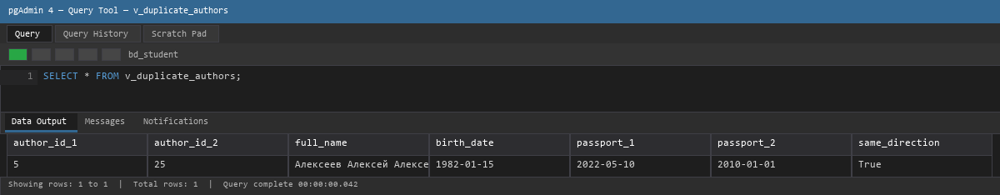 pgAdmin 4 — Query Tool — v_duplicate_authors
Query Query History Scratch Pad
bd_student
1 SELECT * FROM v_duplicate_authors;
Data Output Messages Notifications
author_id_1 author_id_2 full_name birth_date passport_1 passport_2 same_direction
5 25 Алексеев Алексей Алексе 1982-01-15 2022-05-10 2010-01-01 True
Showing rows: 1 to 1 | Total rows: 1 | Query complete 00:00:00.042